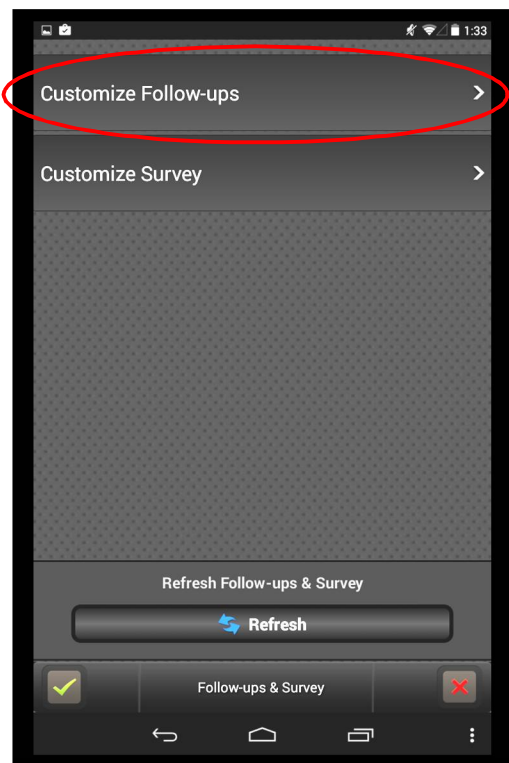 1:33
Customize Follow-ups
Customize Survey
Refresh Follow-ups & Survey
Refresh
Follow-ups & Survey